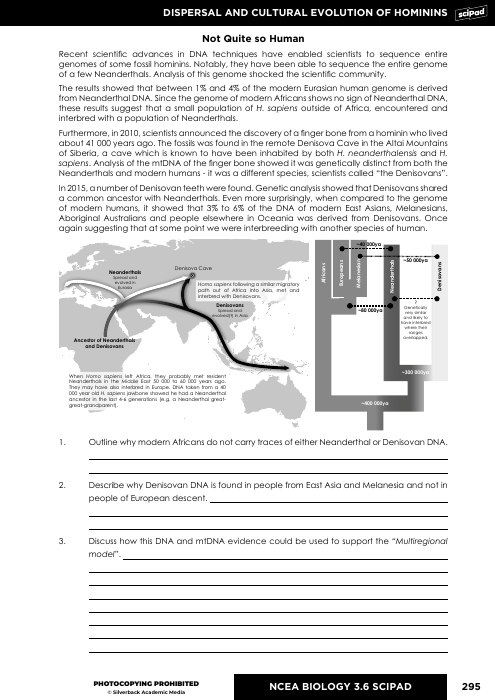 DISPERSAL AND CULTURAL EVOLUTION OF HOMININS
scipad
Not Quite so Human
Recent scientific advances in DNA techniques have enabled scientists to sequence entire
genomes of some fossil hominins. Notably, they have been able to sequence the entire genome
of a few Neanderthals. Analysis of this genome shocked the scientific community.
The results showed that between 1% and 4% of the modern Eurasian human genome is derived
from Neanderthal DNA. Since the genome of modern Africans shows no sign of Neanderthal DNA,
these results suggest that a small population of H. sapiens outside of Africa, encountered and
interbred with a population of Neanderthals.
Furthermore, in 2010, scientists announced the discovery of a finger bone from a hominin who lived
about 41 000 years ago. The fossils was found in the remote Denisova Cave in the Altai Mountains
of Siberia, a cave which is known to have been inhabited by both H. neanderthalensis and H.
sapiens. Analysis of the mtDNA of the finger bone showed it was genetically distinct from both the
Neanderthals and modern humans - it was a different species, scientists called "the Denisovans".
In 2015, a number of Denisovan teeth were found. Genetic analysis showed that Denisovans shared
a common ancestor with Neanderthals. Even more surprisingly, when compared to the genome
of modern humans, it showed that 3% to 6% of the DNA of modern East Asians, Melanesians,
Aboriginal Australians and people elsewhere in Oceania was derived from Denisovans. Once
again suggesting that at some point we were interbreeding with another species of human.
Neanderthals
Spread and
evolved in
Eurasia
Denisova Cave
Homo sapiens following a similar migratory
path out of Africa into Asia, met and
interbred with Denisovans.
Denisovans
Spread and
evolved(?) in Asia
Ancestor of Neanderthals
and Denisovans
When Homo sapiens left Africa, they probably met resident
Neanderthals in the Middle East 50 000 to 60 000 years ago.
They may have also interbred in Europe. DNA taken from a 40
000 year old H. sapiens jawbone showed he had a Neanderthal
ancestor in the last 4-6 generations (e.g. a Neanderthal great-
great-grandparent).
~40 000ya
~50 000ya
Africans
Europeans
Melanesians
Neanderthals
Denisovans
~60 000ya
?
Genetically
very similar
and likely to
have interbred
where their
ranges
overlapped.
~300 000ya
~400 000ya
1. Outline why modern Africans do not carry traces of either Neanderthal or Denisovan DNA.
2. Describe why Denisovan DNA is found in people from East Asia and Melanesia and not in
people of European descent.
3. Discuss how this DNA and mtDNA evidence could be used to support the "Multiregional
model".
PHOTOCOPYING PROHIBITED
© Silverback Academic Media
NCEA BIOLOGY 3.6 SCIPAD
295